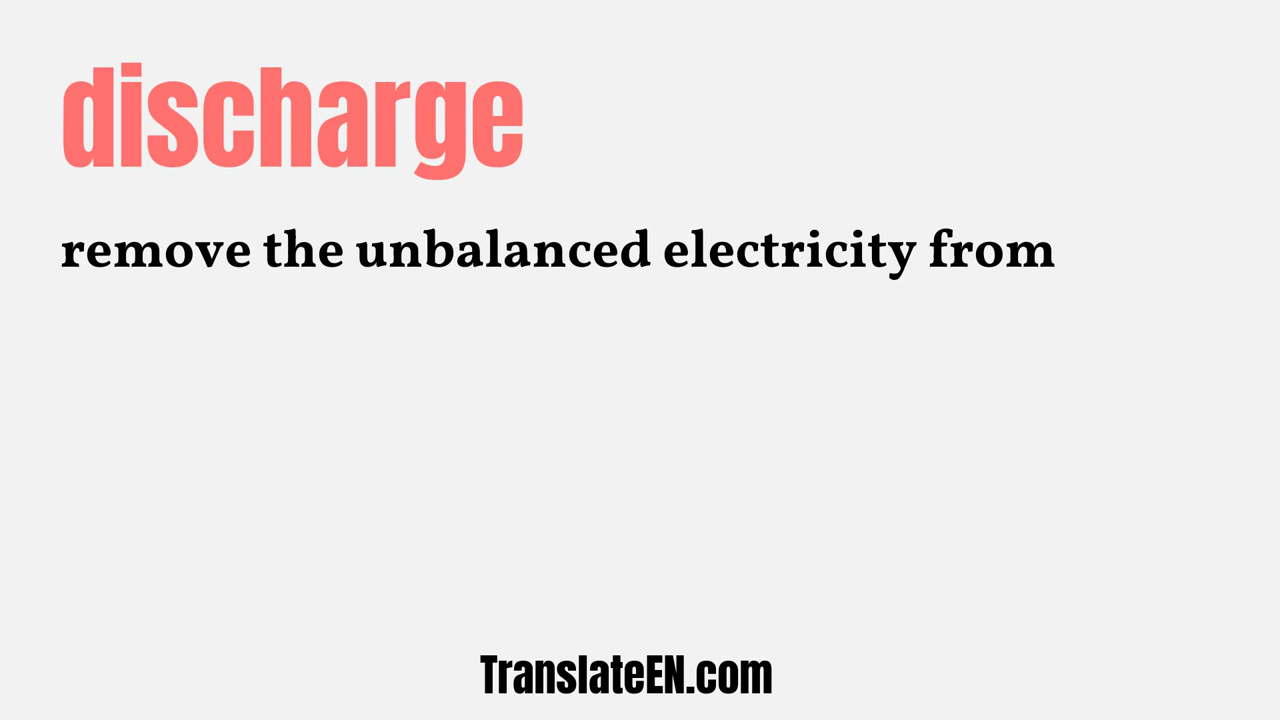 discharge
remove the unbalanced electricity from
TranslateEN.com